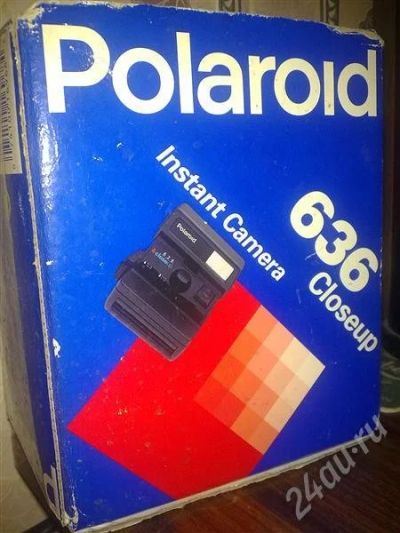 Polaroid
Instant Camera
636
Closeup
Polaroid
24au.ru